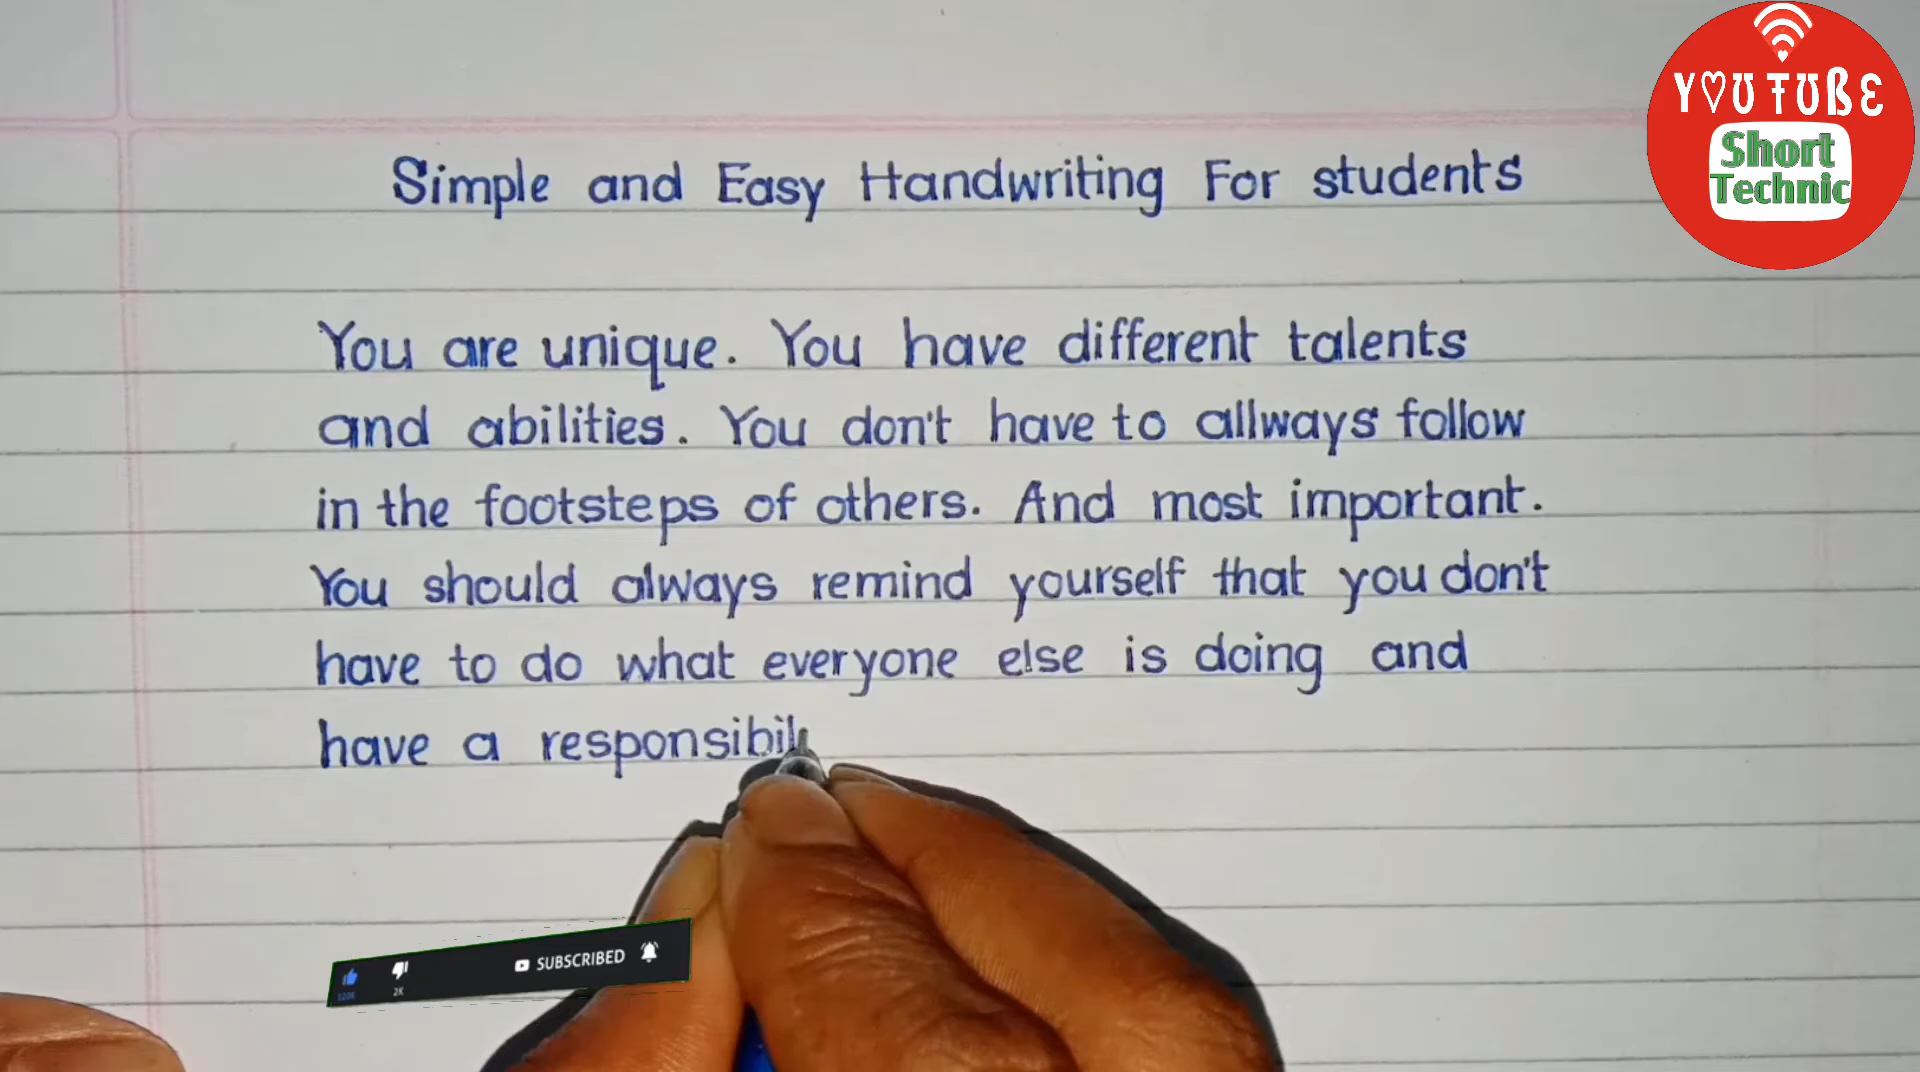 YOUTUBE
Short
Technic
Simple and Easy Handwriting For students
You are unique. You have different talents
and abilities. You don't have to allways follow
in the footsteps of others. And most important.
You should always remind yourself that you don't
have to do what everyone else is doing and
have a responsibil
SUBSCRIBED
2K